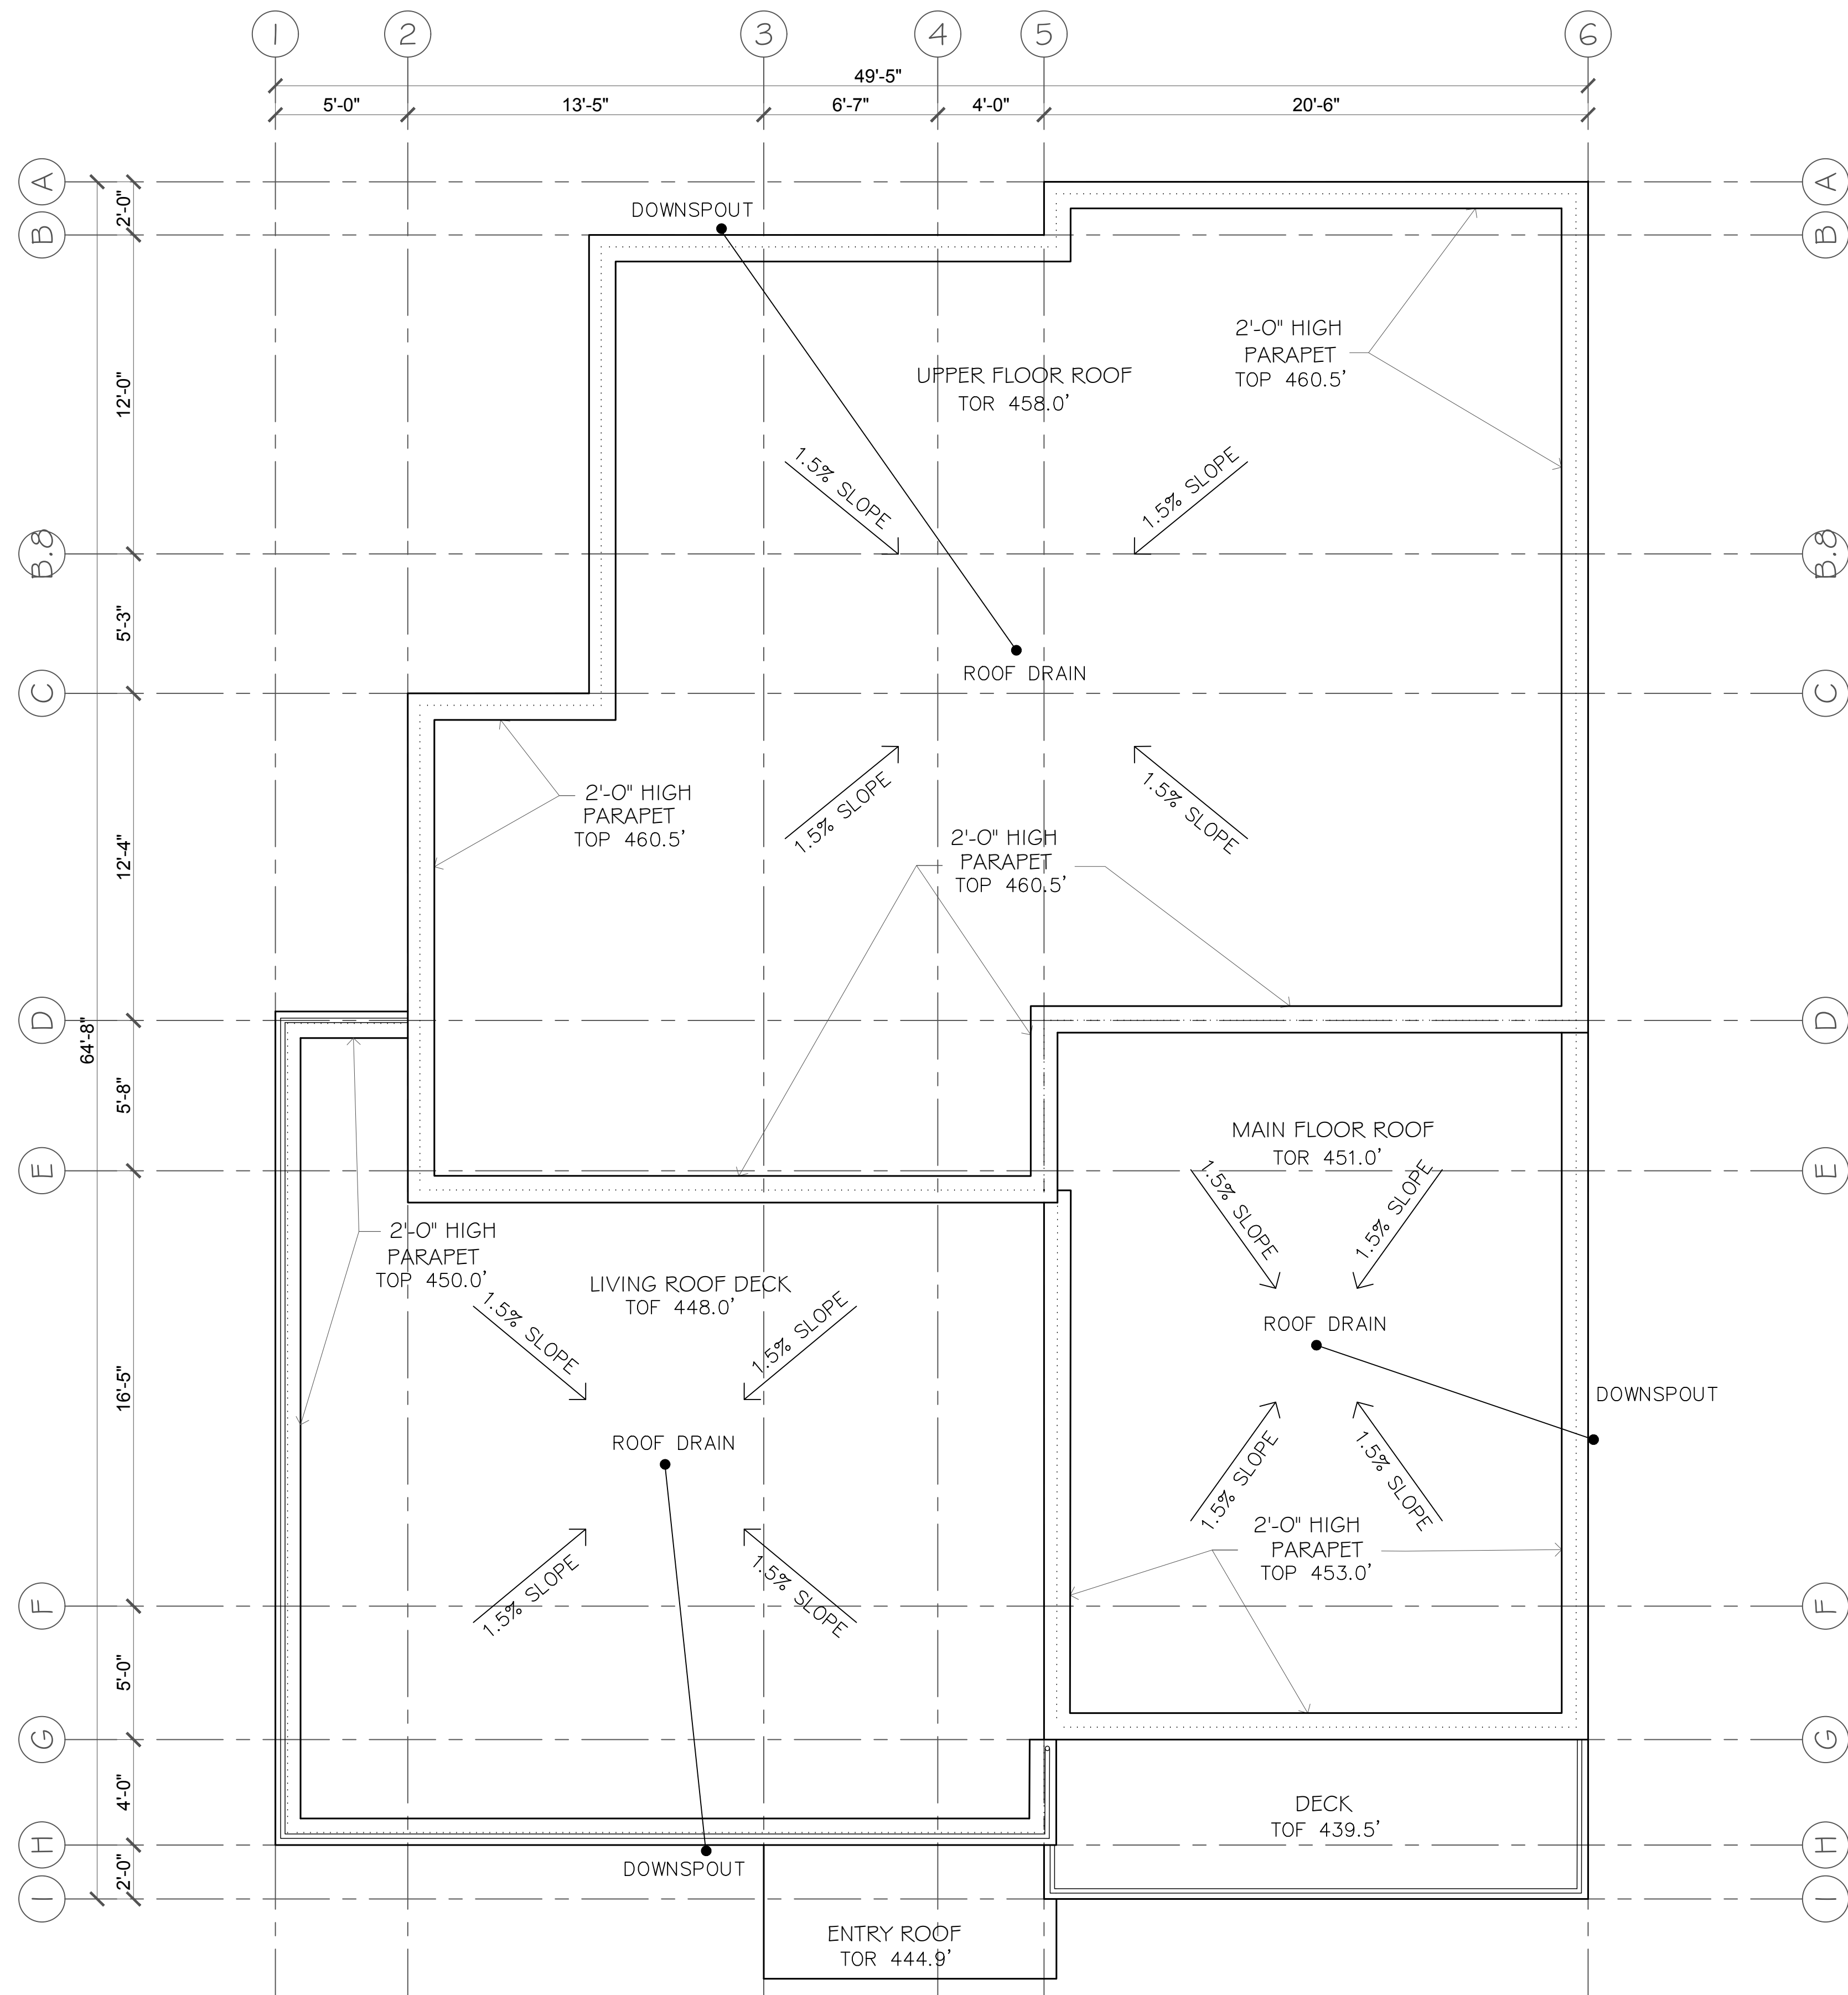 1 2 3 4 5 6
49'-5"
5'-0" 13'-5" 6'-7" 4'-0" 20'-6"
A A
2'-0"
DOWNSPOUT
B B
2'-0" HIGH
PARAPET
TOP 460.5'
UPPER FLOOR ROOF
TOR 458.0'
12'-0"
1.5% SLOPE 1.5% SLOPE
B.8 B.8
5'-3"
ROOF DRAIN
C C
2'-0" HIGH
PARAPET
TOP 460.5'
1.5% SLOPE 1.5% SLOPE
2'-0" HIGH
PARAPET
TOP 460.5'
12'-4"
D D
64'-8"
5'-8"
MAIN FLOOR ROOF
TOR 451.0'
E E
1.5% SLOPE 1.5% SLOPE
2'-0" HIGH
PARAPET
TOP 450.0'
LIVING ROOF DECK
TOF 448.0'
1.5% SLOPE 1.5% SLOPE
ROOF DRAIN
16'-5"
DOWNSPOUT
ROOF DRAIN
1.5% SLOPE 1.5% SLOPE
2'-0" HIGH
PARAPET
TOP 453.0'
1.5% SLOPE 1.5% SLOPE
F F
5'-0"
G G
4'-0"
DECK
TOF 439.5'
H H
DOWNSPOUT
2'-0"
I I
ENTRY ROOF
TOR 444.9'